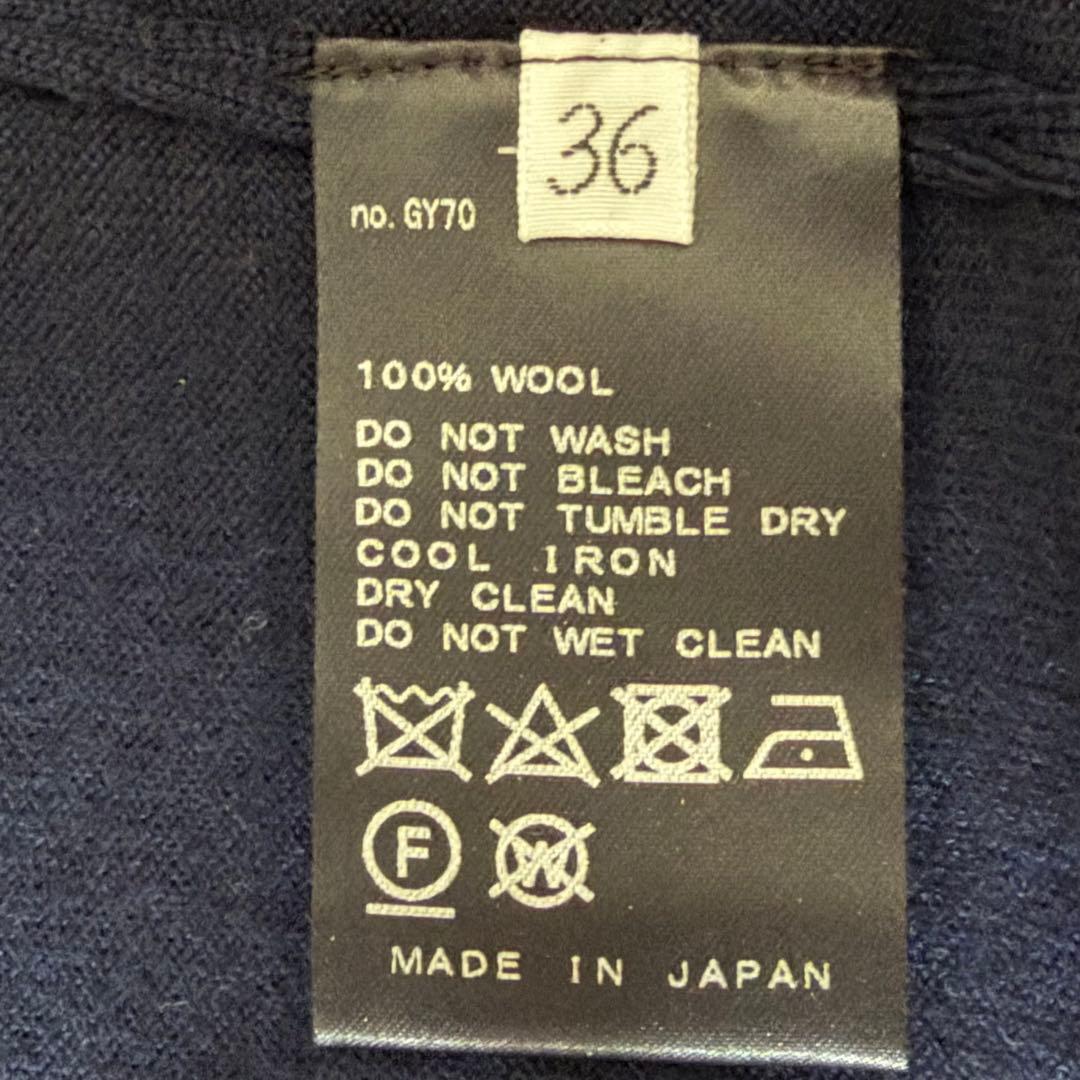 36
no. GY70
100% WOOL
DO NOT WASH
DO NOT BLEACH
DO NOT TUMBLE DRY
COOL IRON
DRY CLEAN
DO NOT WET CLEAN
F W
MADE IN JAPAN